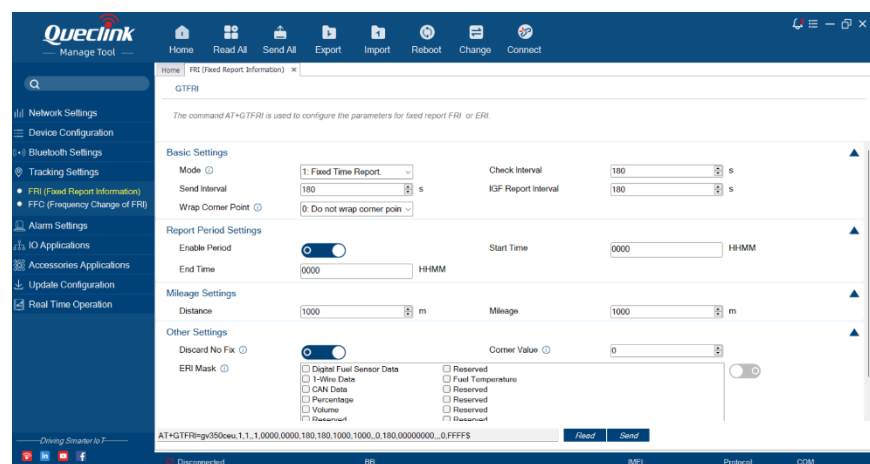 Queclink
Manage Tool
Home Read All Send All Export Import Reboot Change Connect
Home FRI (Fixed Report Information) ×
GTFRI
The command AT+GTFRI is used to configure the parameters for fixed report FRI or ERI.
Network Settings
Device Configuration
Bluetooth Settings
Tracking Settings
FRI (Fixed Report Information)
FFC (Frequency Change of FRI)
Alarm Settings
IO Applications
Accessories Applications
Update Configuration
Real Time Operation
Basic Settings
Mode 1: Fixed Time Report. Check Interval 180 s
Send Interval 180 s IGF Report Interval 180 s
Wrap Corner Point 0: Do not wrap corner poin
Report Period Settings
Enable Period Start Time 0000 HHMM
End Time 0000 HHMM
Mileage Settings
Distance 1000 m Mileage 1000 m
Other Settings
Discard No Fix Corner Value 0
ERI Mask Digital Fuel Sensor Data Reserved
1-Wire Data Fuel Temperature
CAN Data Reserved
Percentage Reserved
Volume Reserved
Reserved Reserved
AT+GTFRI=gv350ceu,1,1,,1,0000,0000,180,180,1000,1000,,0,180,00000000,,,0,FFFF$ Read Send
Driving Smarter IoT
Disconnected BBI IMEI Protocol COM